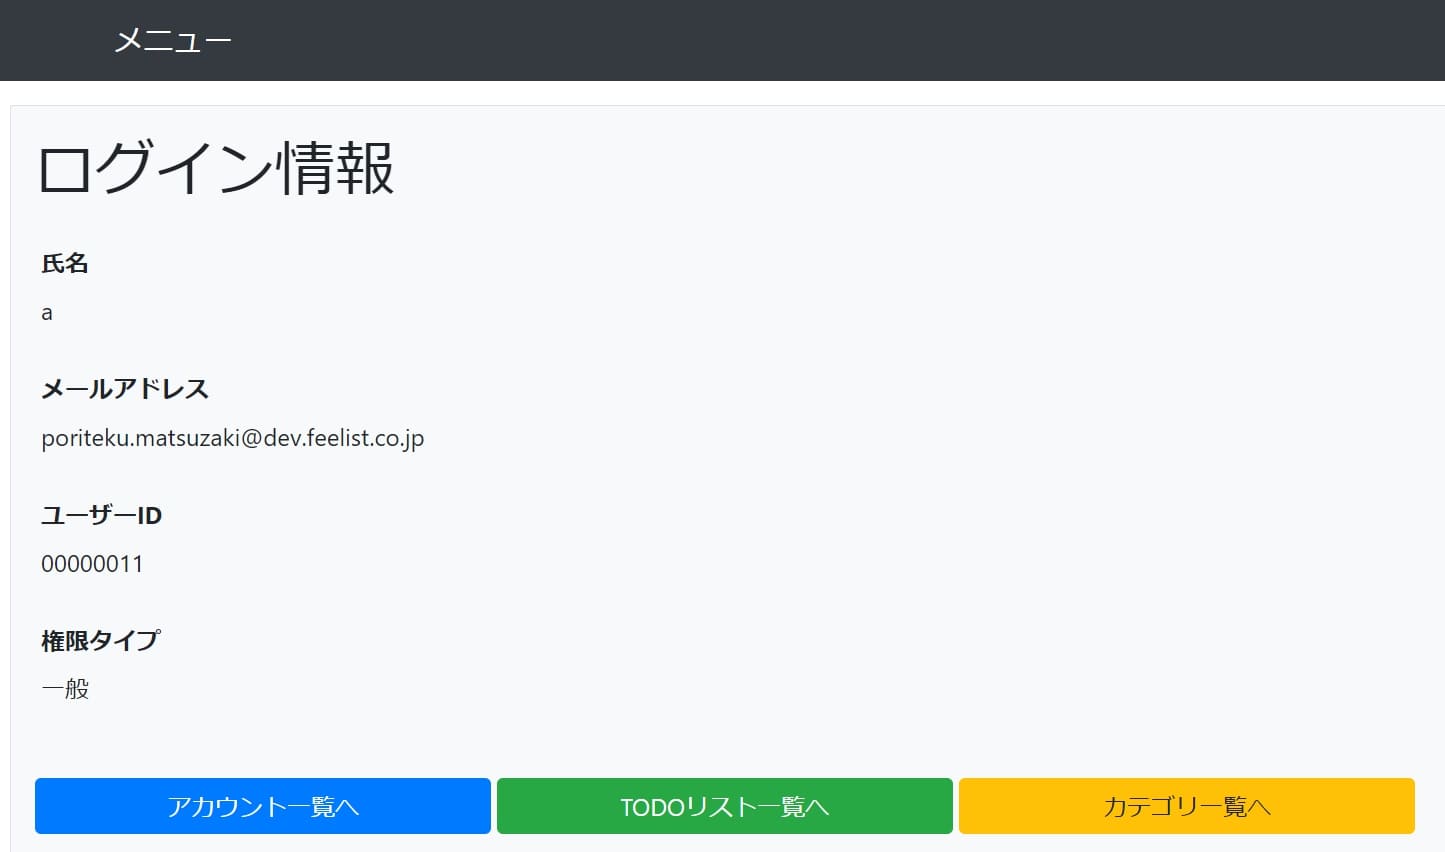 メニュー
ログイン情報
氏名
a
メールアドレス
poriteku.matsuzaki@dev.feelist.co.jp
ユーザーID
00000011
権限タイプ
一般
アカウント一覧へ
TODOリスト一覧へ
カテゴリ一覧へ